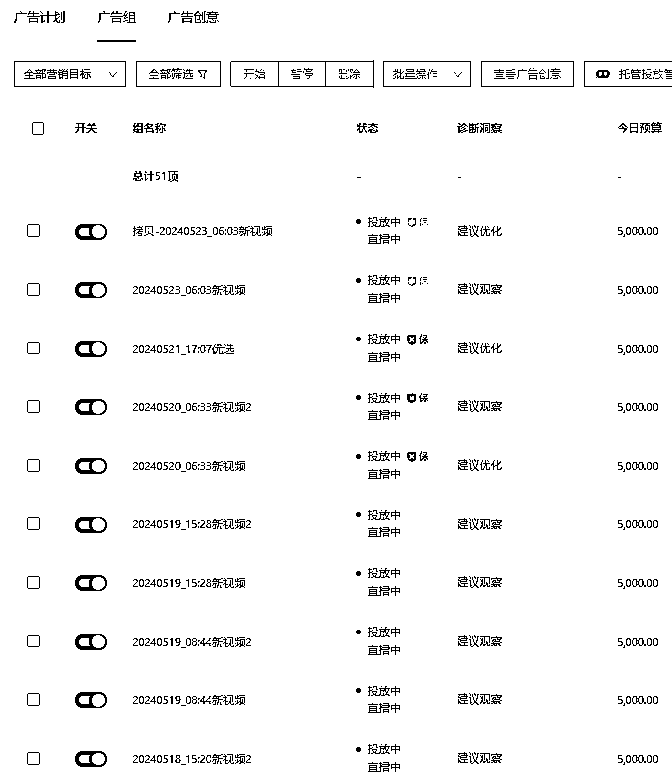 广告计划 广告组 广告创意
全部营销目标 全部筛选 开始 暂停 删除 批量操作 查看广告创意 托管投放
开关 组名称 状态 诊断洞察 今日预算
总计51项 - - -
拷贝-20240523_06:03新视频 投放中 保 建议优化 5,000.00
直播中
20240523_06:03新视频 投放中 保 建议观察 5,000.00
直播中
20240521_17:07优选 投放中 保 建议优化 5,000.00
直播中
20240520_06:33新视频2 投放中 保 建议观察 5,000.00
直播中
20240520_06:33新视频 投放中 保 建议优化 5,000.00
直播中
20240519_15:28新视频2 投放中 建议观察 5,000.00
直播中
20240519_15:28新视频 投放中 建议观察 5,000.00
直播中
20240519_08:44新视频2 投放中 建议观察 5,000.00
直播中
20240519_08:44新视频 投放中 建议观察 5,000.00
直播中
20240518_15:20新视频2 投放中 建议观察 5,000.00
直播中